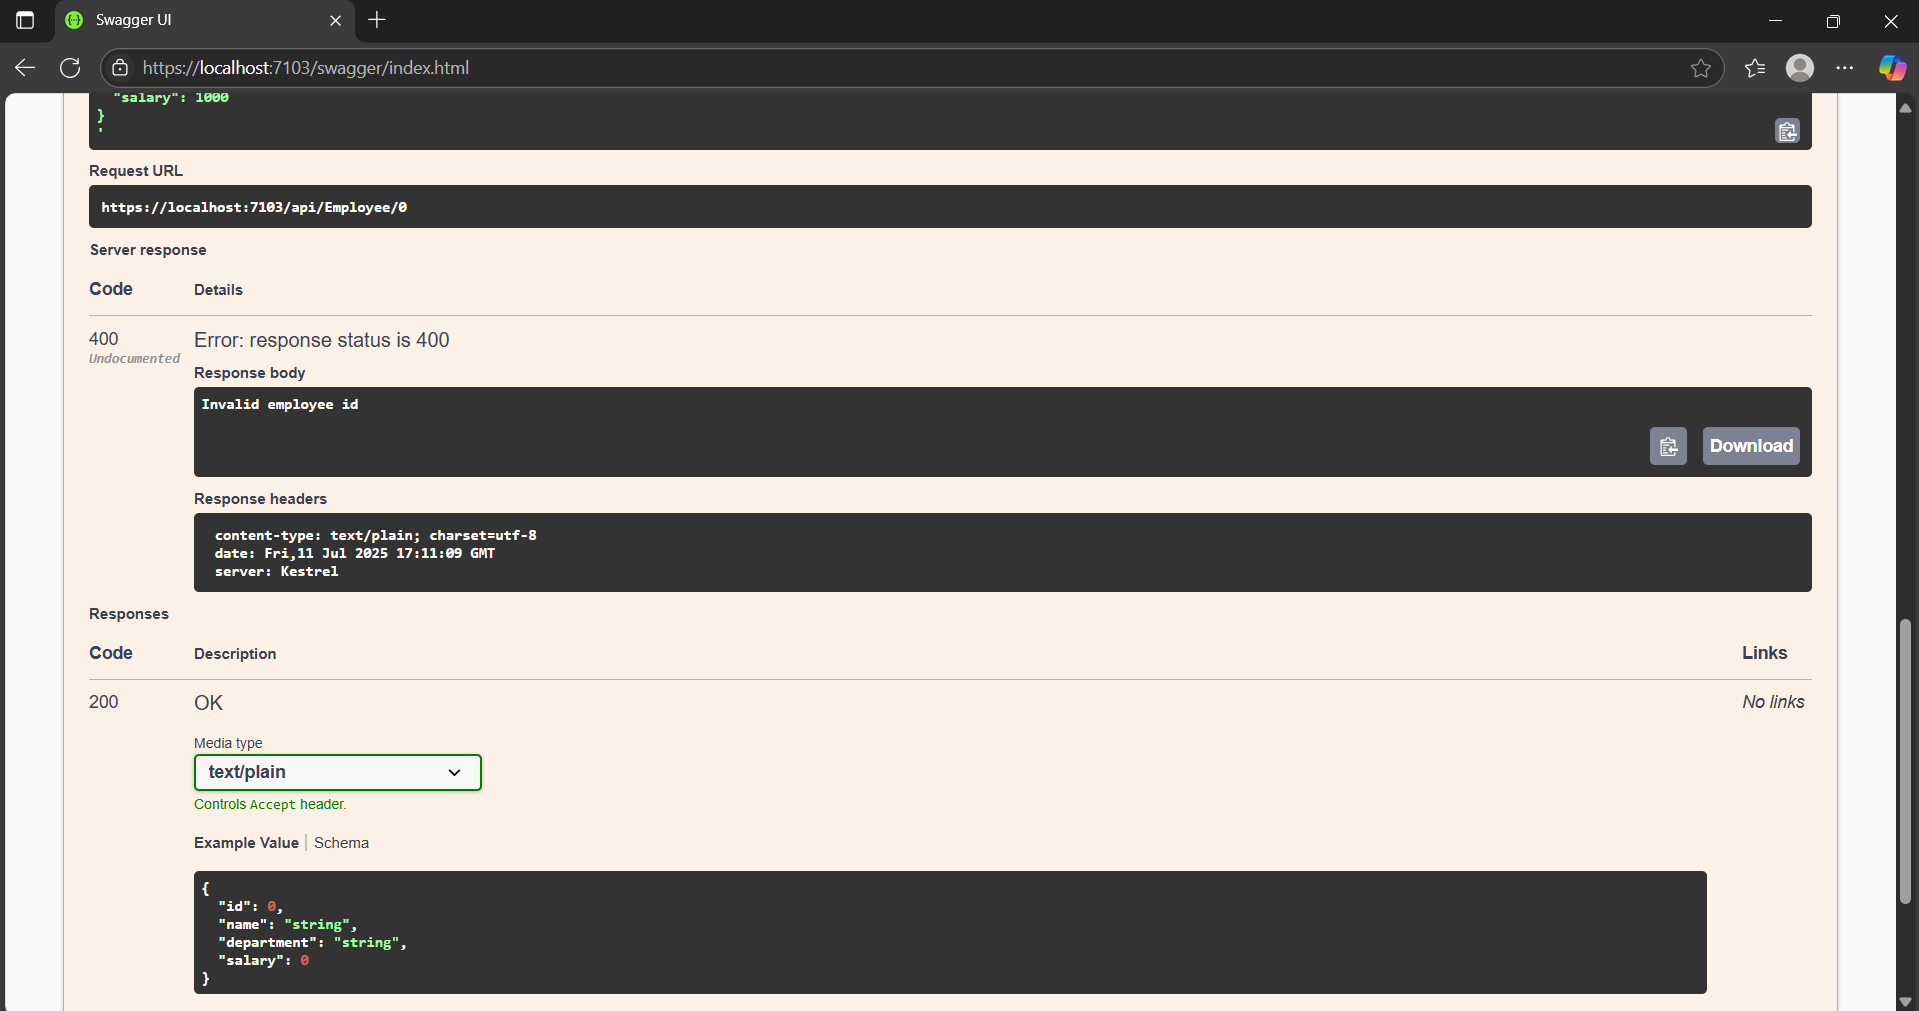 Swagger UI
https://localhost:7103/swagger/index.html
"salary": 1000
}
'
Request URL
https://localhost:7103/api/Employee/0
Server response
Code Details
400 Error: response status is 400
Undocumented
Response body
Invalid employee id
Download
Response headers
content-type: text/plain; charset=utf-8
date: Fri,11 Jul 2025 17:11:09 GMT
server: Kestrel
Responses
Code Description Links
200 OK No links
Media type
text/plain
Controls Accept header.
Example Value Schema
{
"id": 0,
"name": "string",
"department": "string",
"salary": 0
}